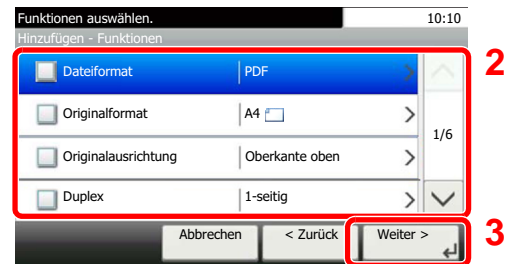 Funktionen auswählen. 10:10
Hinzufügen - Funktionen
Dateiformat PDF
2
Originalformat A4
1/6
Originalausrichtung Oberkante oben
Duplex 1-seitig
Abbrechen < Zurück Weiter >
3